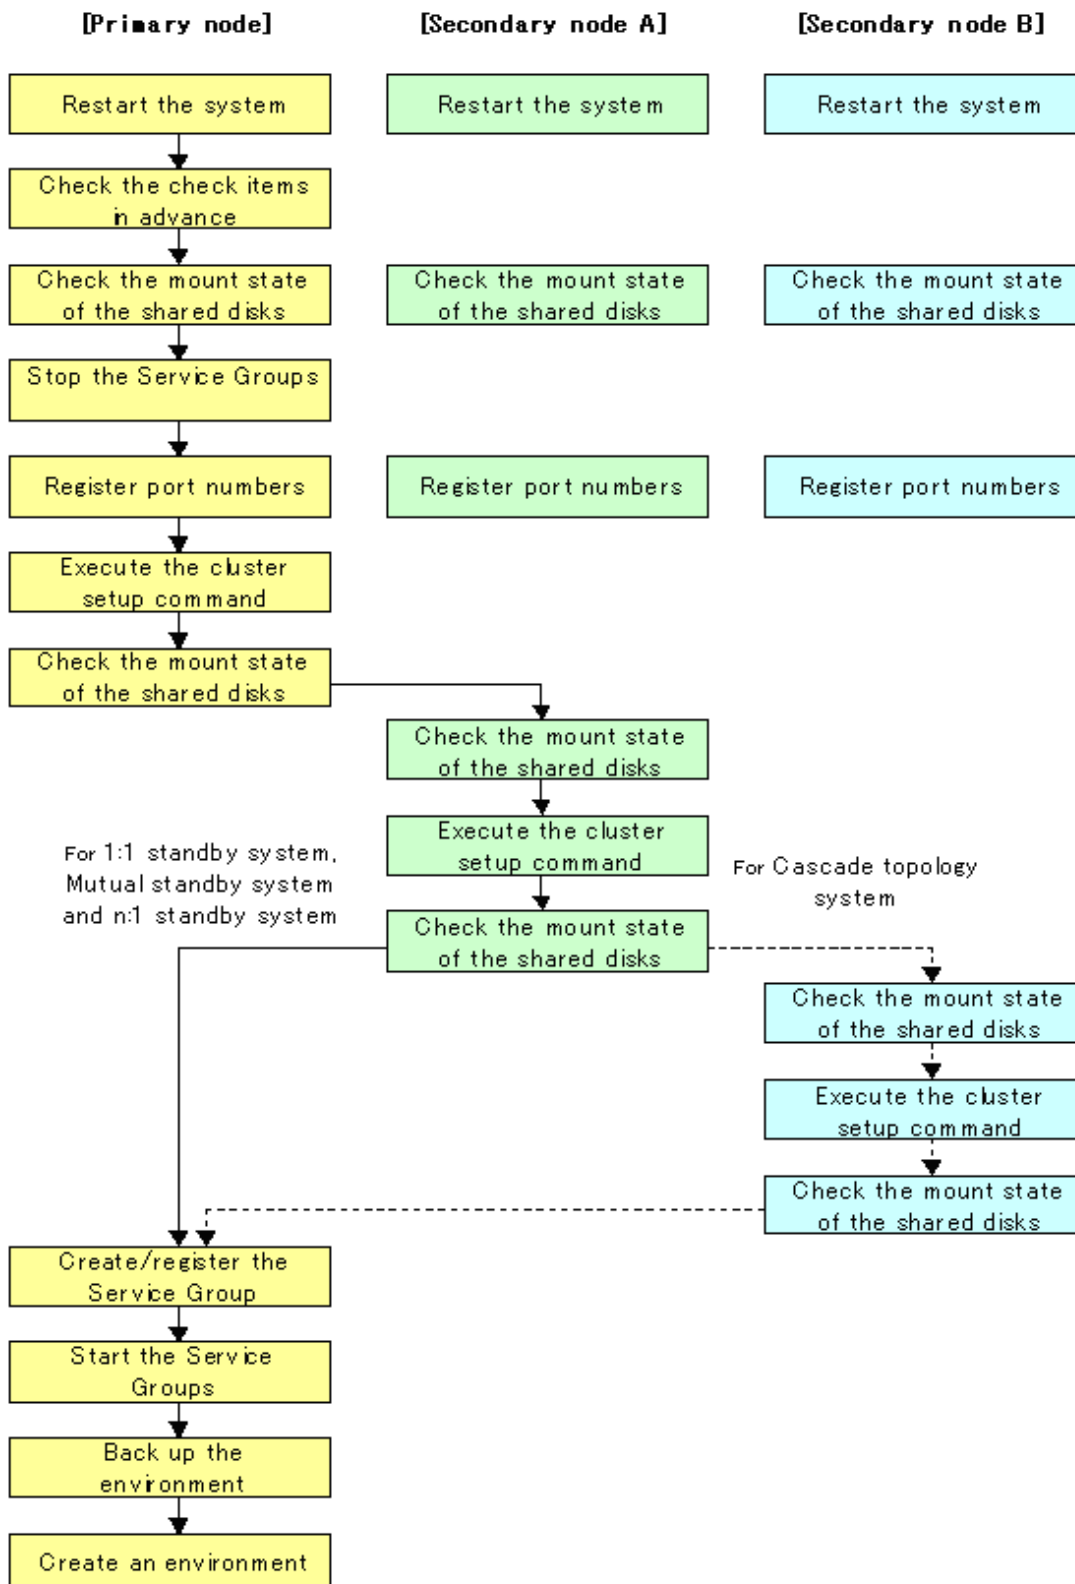 [Primary node]
[Secondary node A]
[Secondary node B]
Restart the system
Restart the system
Restart the system
Check the check items
in advance
Check the mount state
of the shared disks
Check the mount state
of the shared disks
Check the mount state
of the shared disks
Stop the Service Groups
Register port numbers
Register port numbers
Register port numbers
Execute the cluster
setup command
Check the mount state
of the shared disks
Check the mount state
of the shared disks
Execute the cluster
setup command
For 1:1 standby system,
Mutual standby system
and n:1 standby system
For Cascade topology
system
Check the mount state
of the shared disks
Check the mount state
of the shared disks
Execute the cluster
setup command
Check the mount state
of the shared disks
Create/register the
Service Group
Start the Service
Groups
Back up the
environment
Create an environment